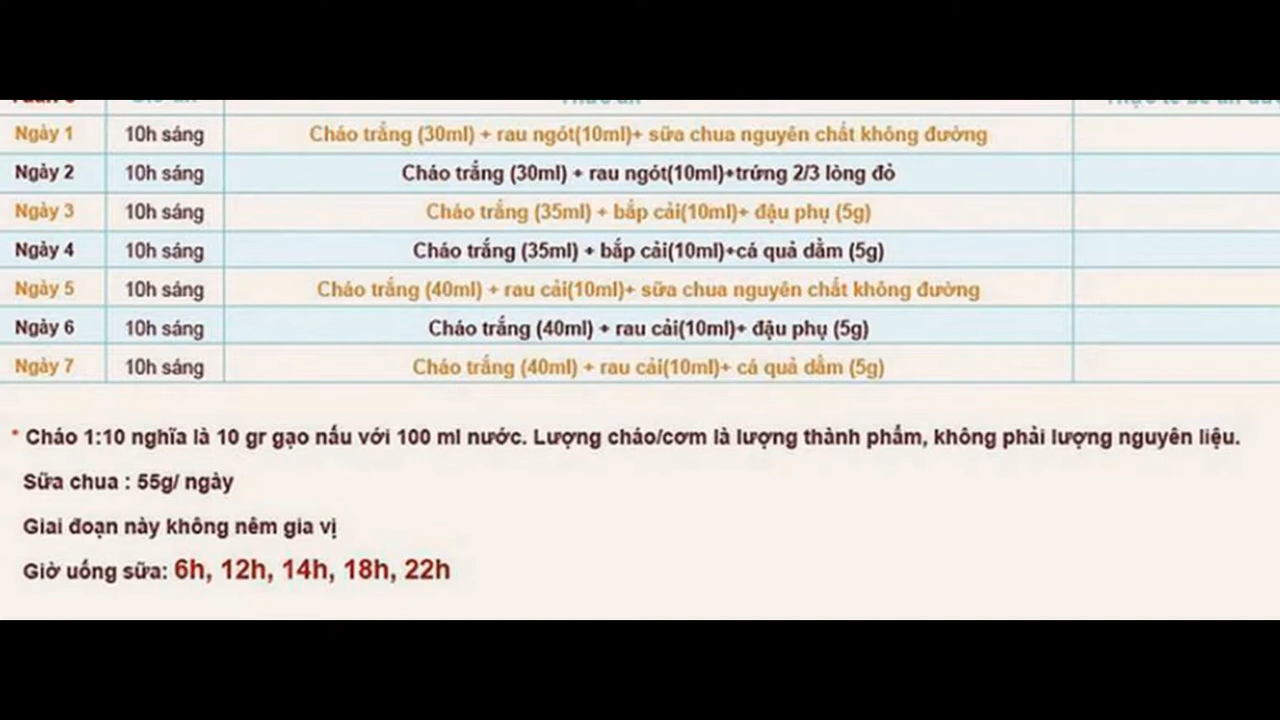 Ngày 1 10h sáng Cháo trắng (30ml) + rau ngót(10ml)+ sữa chua nguyên chất không đường
Ngày 2 10h sáng Cháo trắng (30ml) + rau ngót(10ml)+trứng 2/3 lòng đỏ
Ngày 3 10h sáng Cháo trắng (35ml) + bắp cải(10ml)+ đậu phụ (5g)
Ngày 4 10h sáng Cháo trắng (35ml) + bắp cải(10ml)+cá quả dầm (5g)
Ngày 5 10h sáng Cháo trắng (40ml) + rau cải(10ml)+ sữa chua nguyên chất không đường
Ngày 6 10h sáng Cháo trắng (40ml) + rau cải(10ml)+ đậu phụ (5g)
Ngày 7 10h sáng Cháo trắng (40ml) + rau cải(10ml)+ cá quả dầm (5g)
* Cháo 1:10 nghĩa là 10 gr gạo nấu với 100 ml nước. Lượng cháo/cơm là lượng thành phẩm, không phải lượng nguyên liệu.
Sữa chua : 55g/ ngày
Giai đoạn này không nêm gia vị
Giờ uống sữa: 6h, 12h, 14h, 18h, 22h